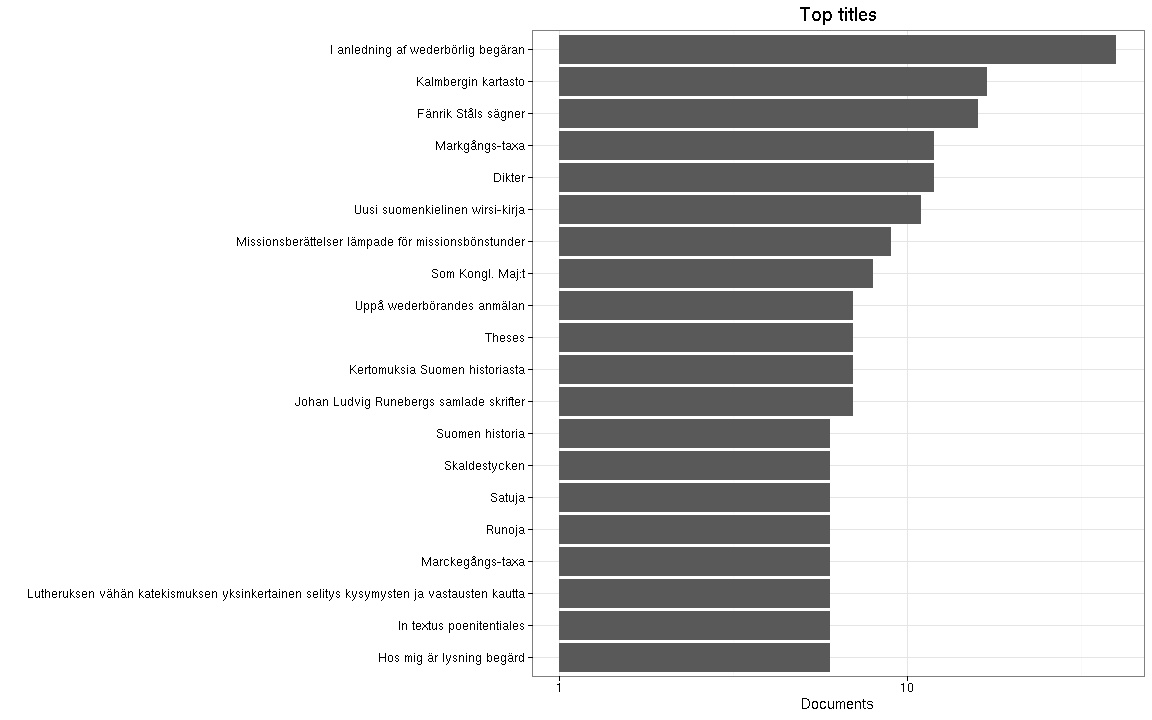 Top titles
I anledning af wederbörlig begäran
Kalmbergin kartasto
Fänrik Ståls sägner
Markgångs-taxa
Dikter
Uusi suomenkielinen wirsi-kirja
Missionsberättelser lämpade för missionsbönstunder
Som Kongl. Maj:t
Uppå wederbörandes anmälan
Theses
Kertomuksia Suomen historiasta
Johan Ludvig Runebergs samlade skrifter
Suomen historia
Skaldestycken
Satuja
Runoja
Marckegångs-taxa
Lutheruksen vähän katekismuksen yksinkertainen selitys kysymysten ja vastausten kautta
In textus poenitentiales
Hos mig är lysning begärd
1 10
Documents